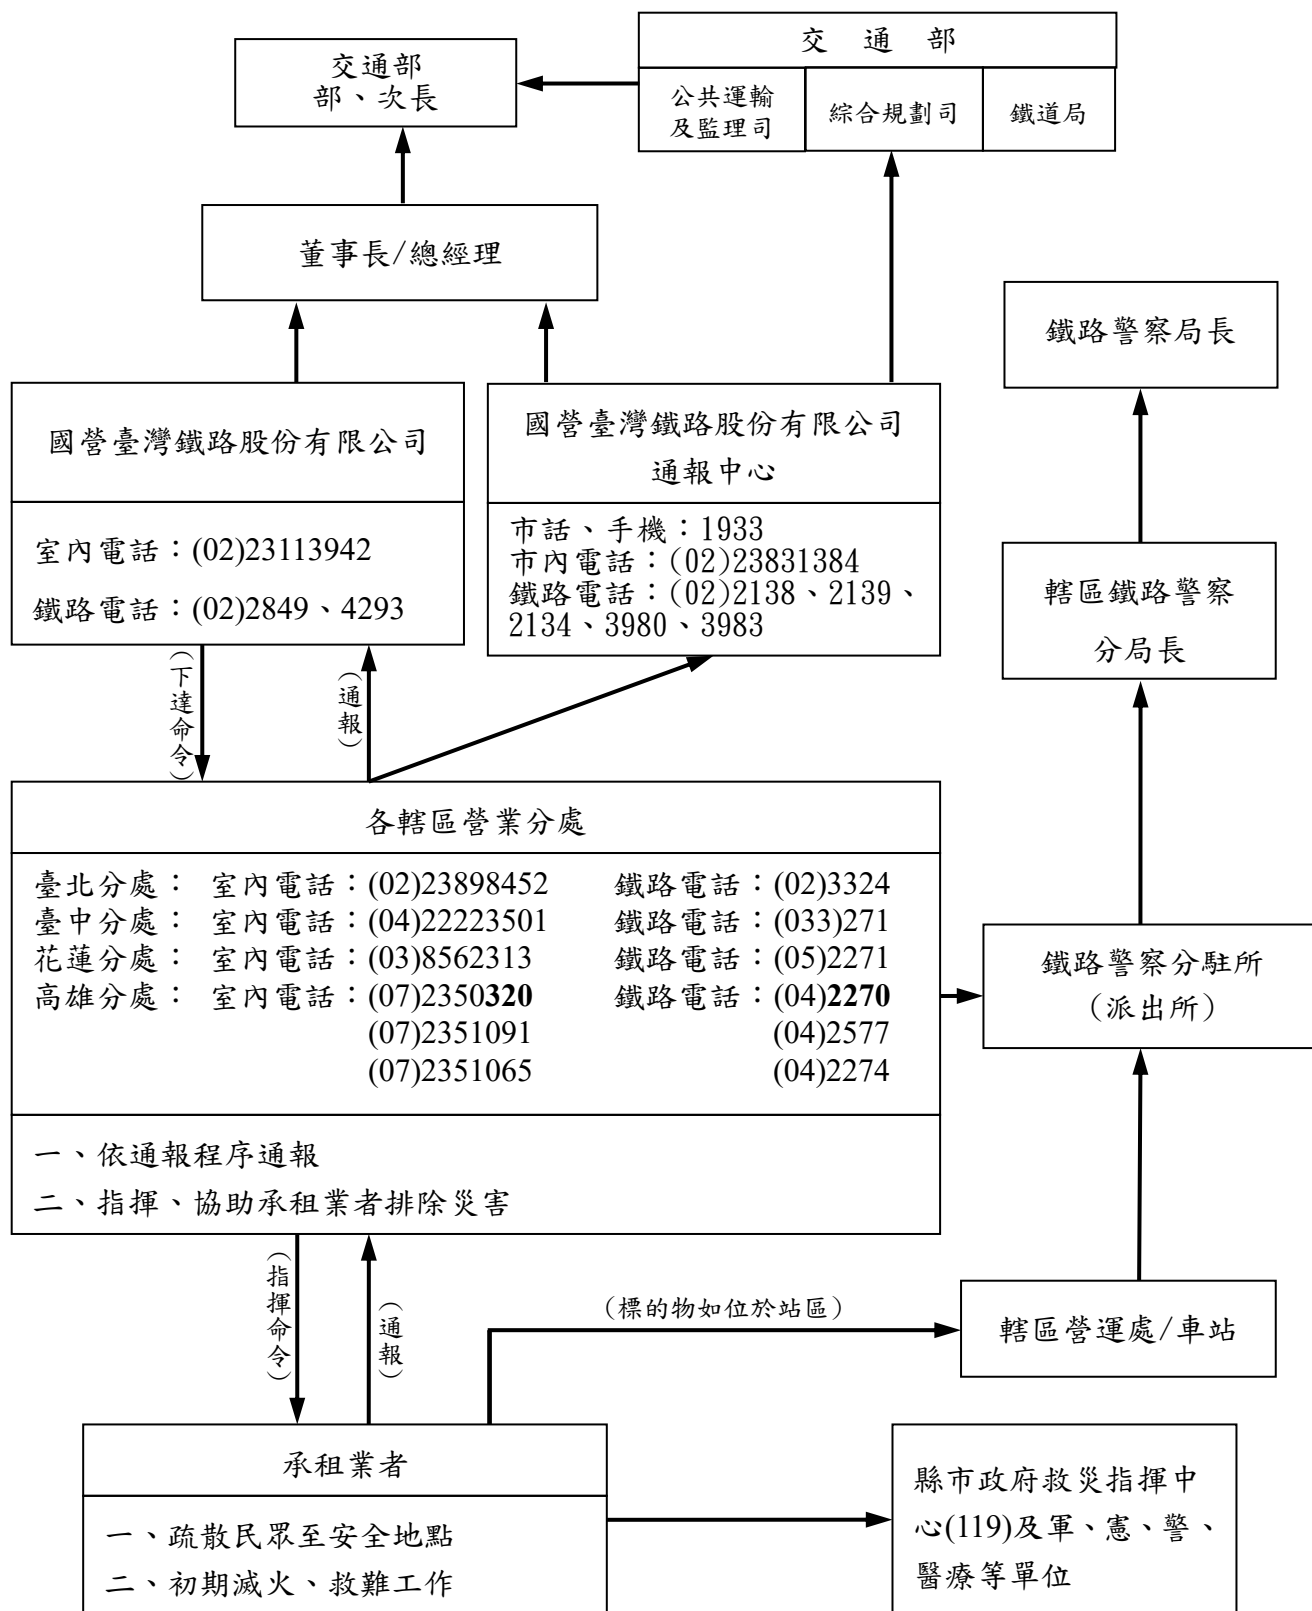 交通部
交通部
部、次長
公共運輸
及監理司
綜合規劃司
鐵道局
董事長/總經理
鐵路警察局長
國營臺灣鐵路股份有限公司
國營臺灣鐵路股份有限公司
通報中心
室內電話：(02)23113942
鐵路電話：(02)2849、4293
市話、手機：1933
市內電話：(02)23831384
鐵路電話：(02)2138、2139、
2134、3980、3983
轄區鐵路警察
分局長
(下達命令)
(通報)
各轄區營業分處
臺北分處： 室內電話：(02)23898452 鐵路電話：(02)3324
臺中分處： 室內電話：(04)22223501 鐵路電話：(033)271
花蓮分處： 室內電話：(03)8562313 鐵路電話：(05)2271
高雄分處： 室內電話：(07)2350320 鐵路電話：(04)2270
(07)2351091 (04)2577
(07)2351065 (04)2274
鐵路警察分駐所
（派出所）
一、依通報程序通報
二、指揮、協助承租業者排除災害
(指揮命令)
(通報)
（標的物如位於站區）
轄區營運處/車站
承租業者
一、疏散民眾至安全地點
二、初期滅火、救難工作
縣市政府救災指揮中
心(119)及軍、憲、警、
醫療等單位